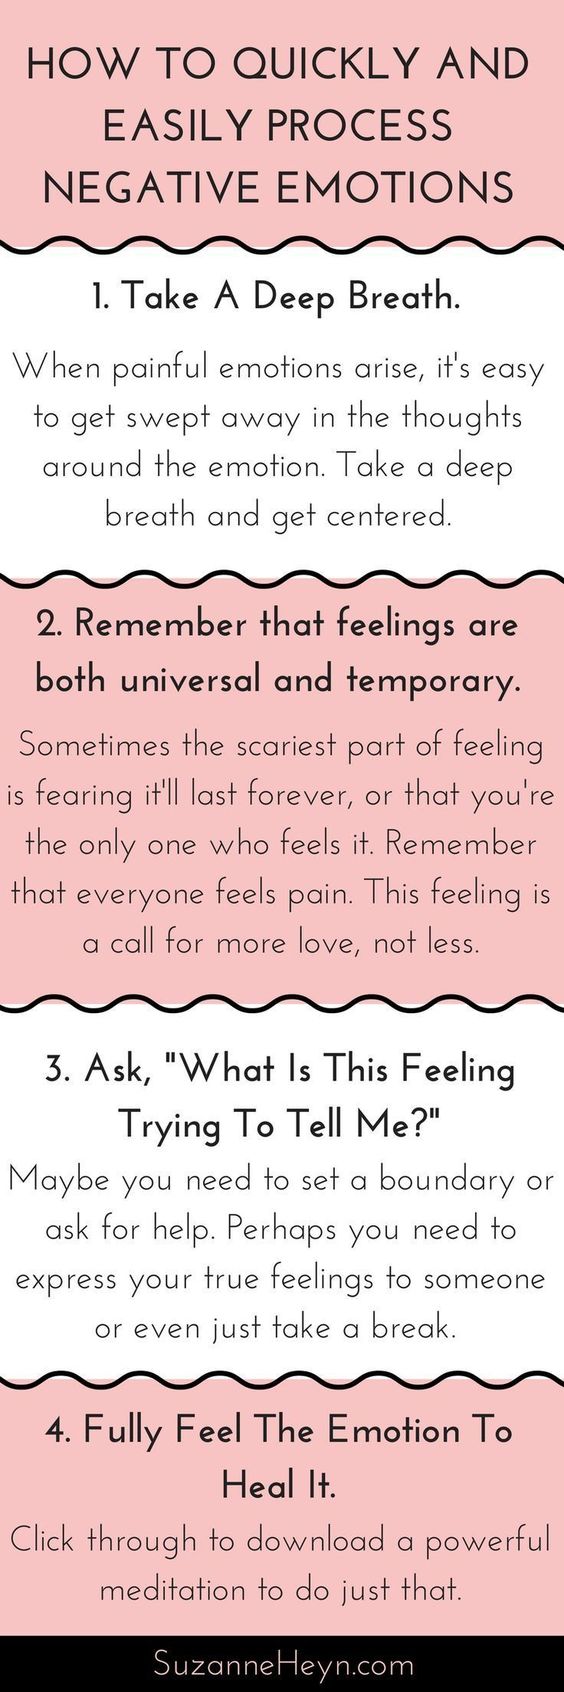 HOW TO QUICKLY AND
EASILY PROCESS
NEGATIVE EMOTIONS
1. Take A Deep Breath.
When painful emotions arise, it's easy
to get swept away in the thoughts
around the emotion. Take a deep
breath and get centered.
2. Remember that feelings are
both universal and temporary.
Sometimes the scariest part of feeling
is fearing it'll last forever, or that you're
the only one who feels it. Remember
that everyone feels pain. This feeling is
a call for more love, not less.
3. Ask, "What Is This Feeling
Trying To Tell Me?"
Maybe you need to set a boundary or
ask for help. Perhaps you need to
express your true feelings to someone
or even just take a break.
4. Fully Feel The Emotion To
Heal It.
Click through to download a powerful
meditation to do just that.
SuzanneHeyn.com